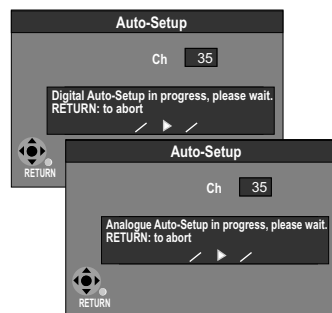 Auto-Setup
Ch 35
Digital Auto-Setup in progress, please wait.
RETURN: to abort
RETURN
Auto-Setup
Ch 35
Analogue Auto-Setup in progress, please wait.
RETURN: to abort
RETURN